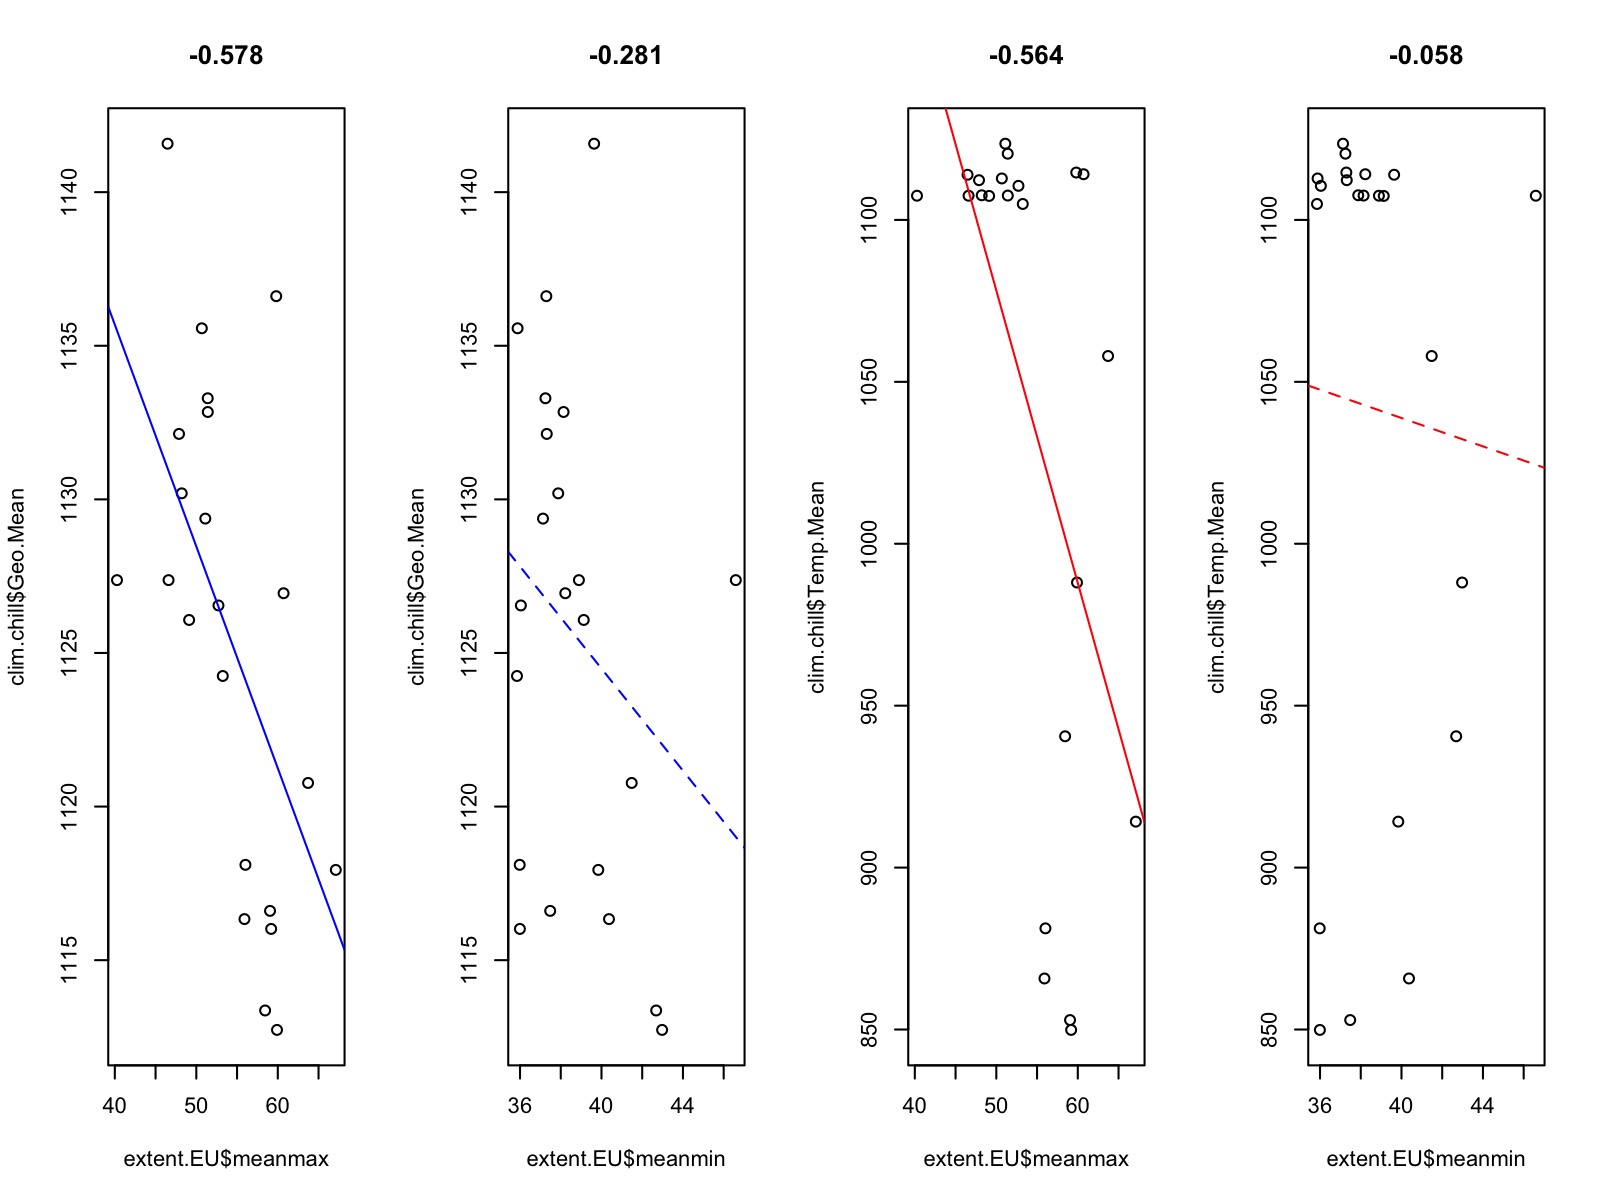 -0.578
clim.chill$Geo.Mean
1140
1135
1130
1125
1120
1115
40 50 60
extent.EU$meanmax
-0.281
clim.chill$Geo.Mean
1140
1135
1130
1125
1120
1115
36 40 44
extent.EU$meanmin
-0.564
clim.chill$Temp.Mean
1100
1050
1000
950
900
850
40 50 60
extent.EU$meanmax
-0.058
clim.chill$Temp.Mean
1100
1050
1000
950
900
850
36 40 44
extent.EU$meanmin